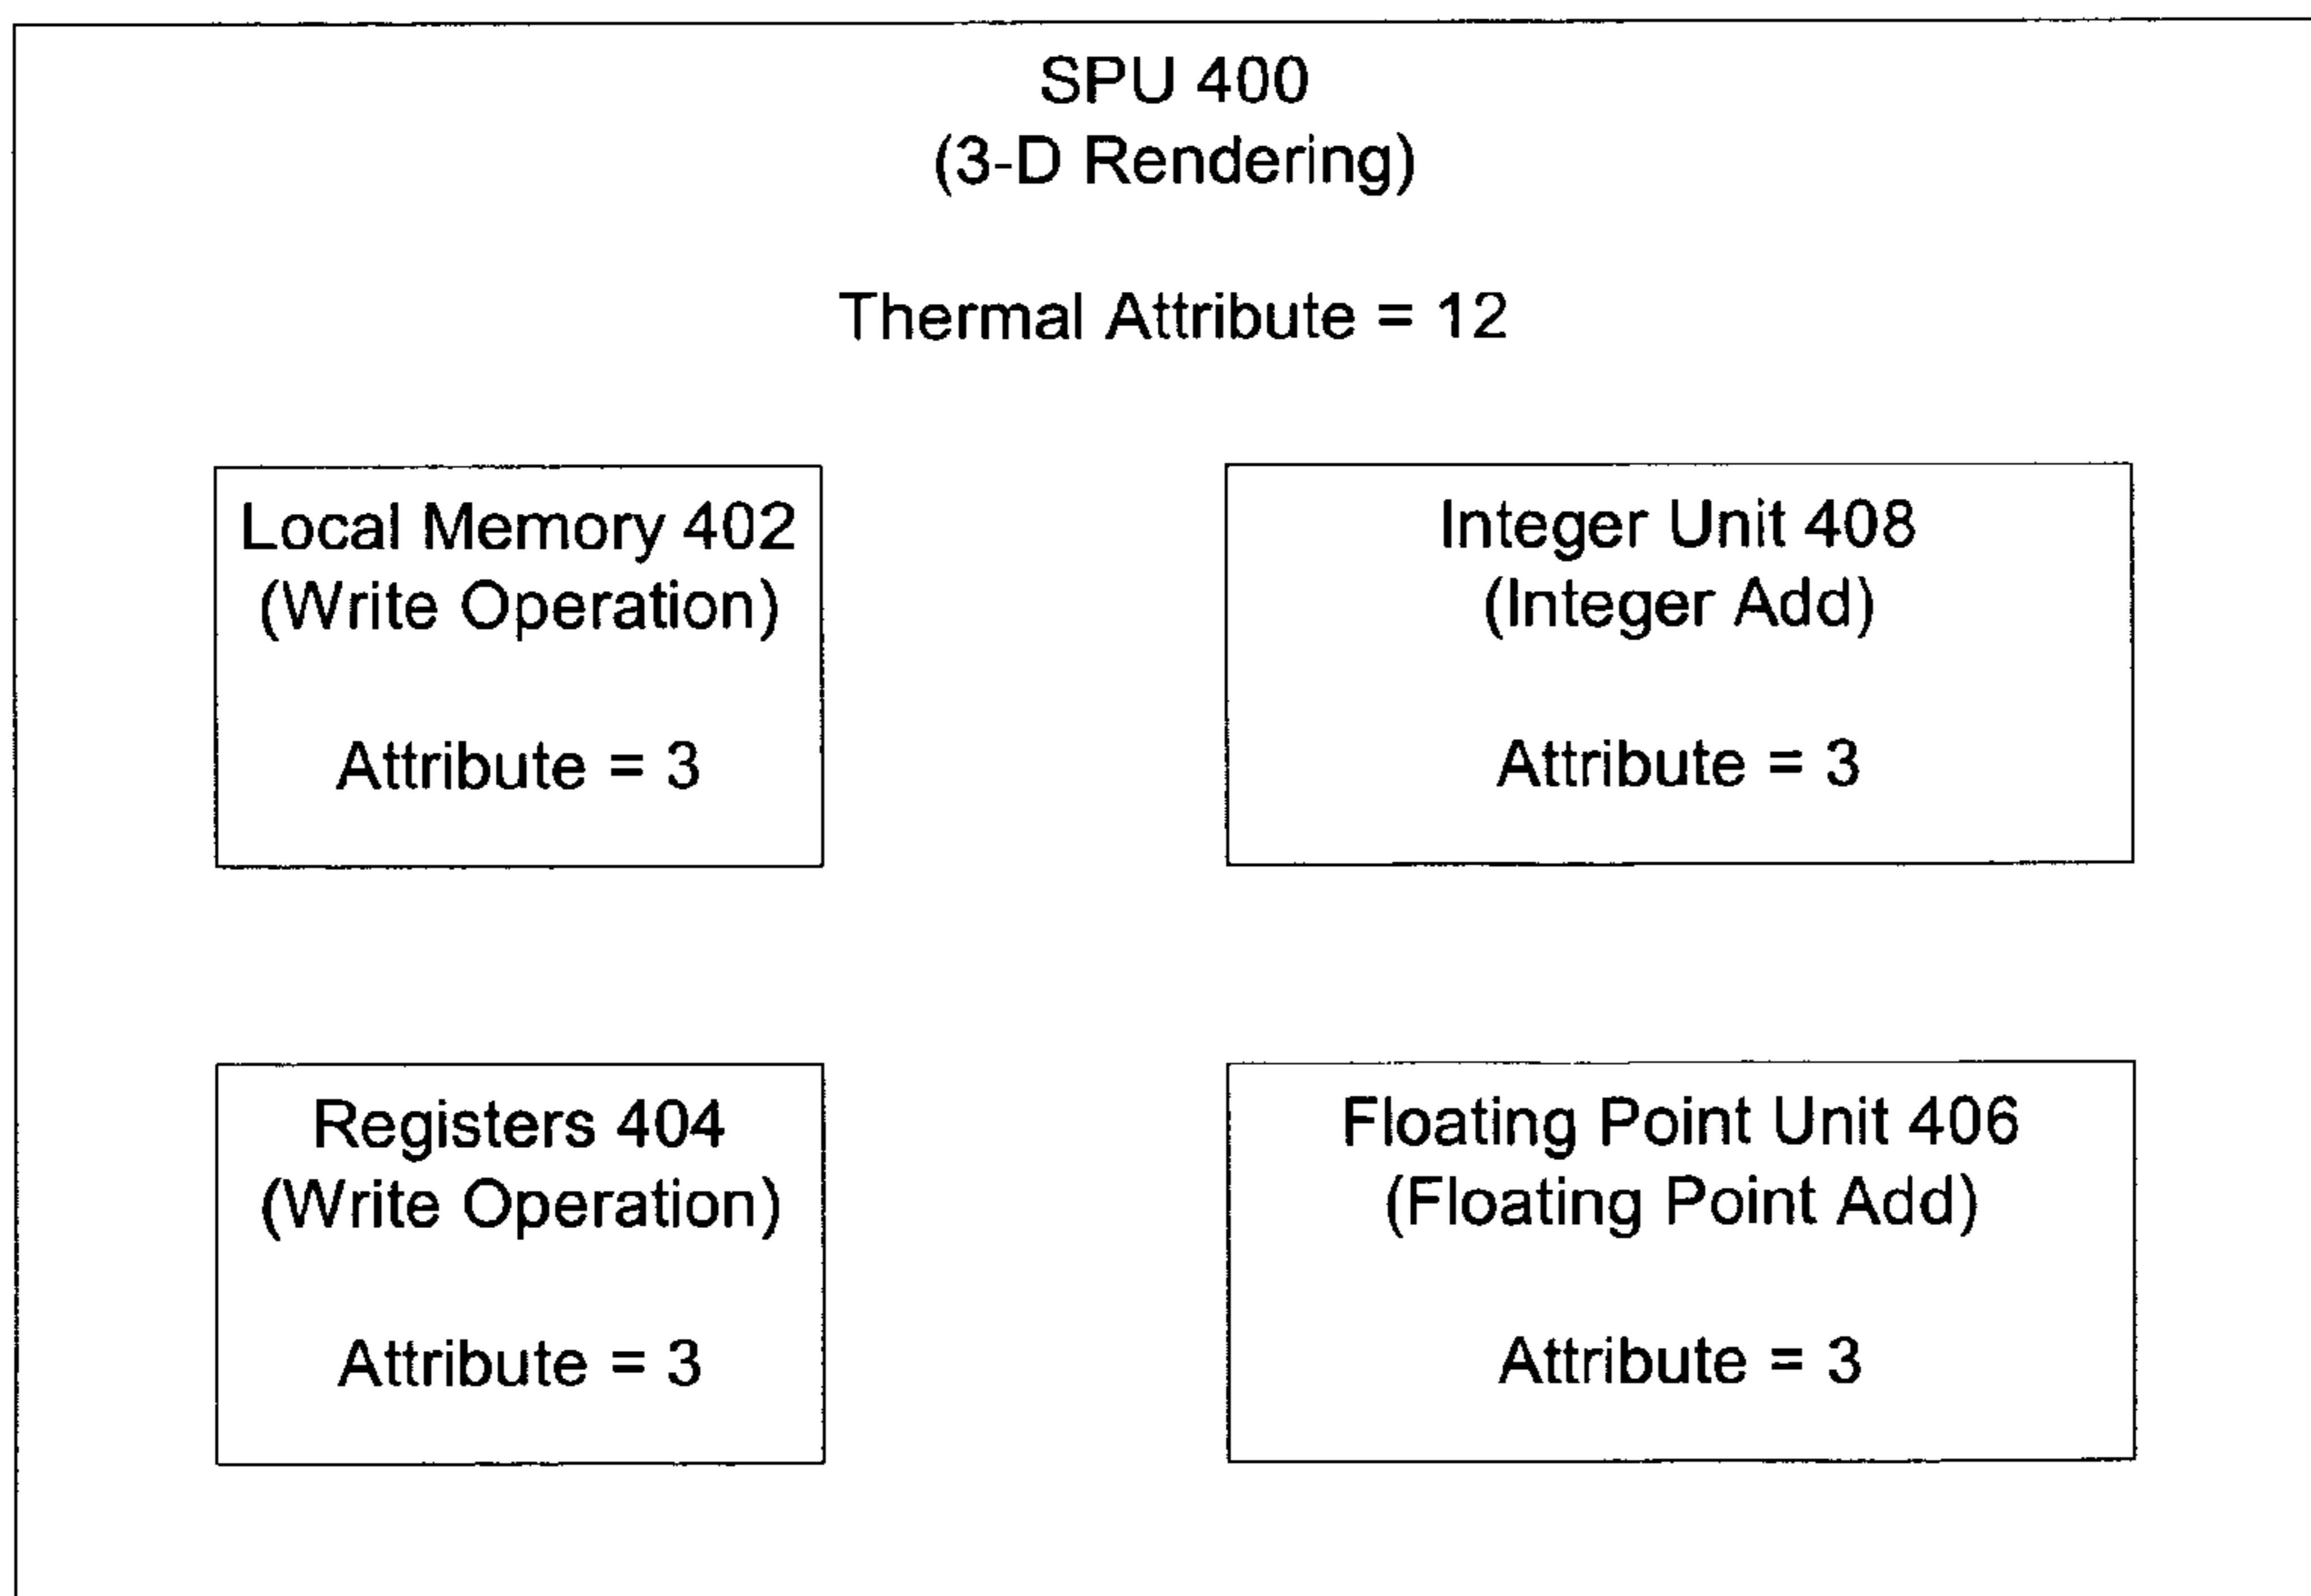 SPU 400
(3-D Rendering)
Thermal Attribute = 12
Local Memory 402
(Write Operation)
Attribute = 3
Integer Unit 408
(Integer Add)
Attribute = 3
Registers 404
(Write Operation)
Attribute = 3
Floating Point Unit 406
(Floating Point Add)
Attribute = 3